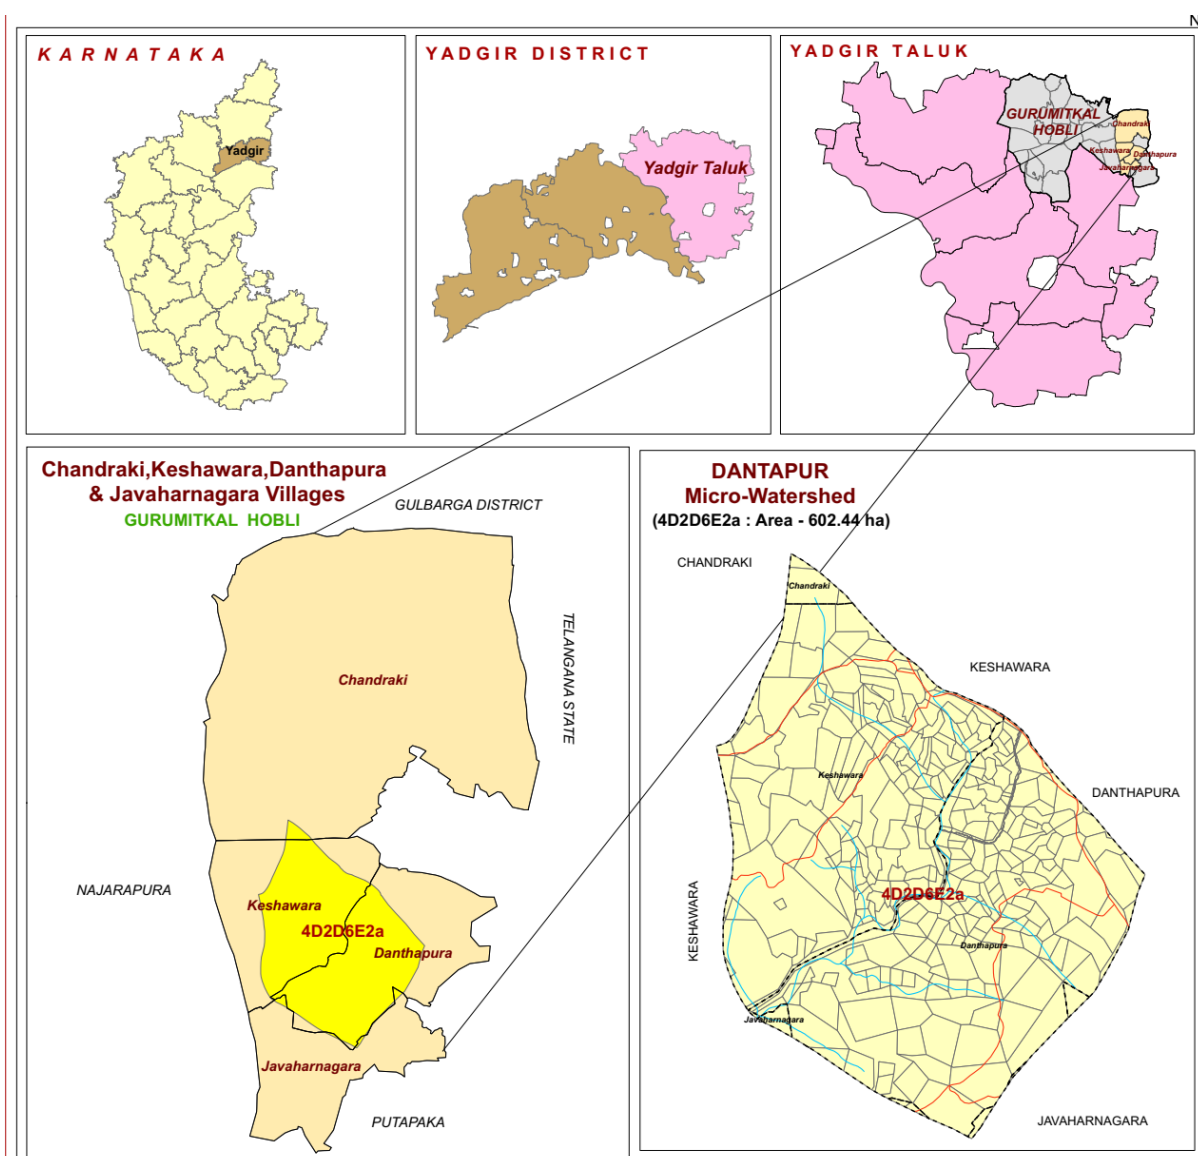 N
KARNATAKA
Yadgir
YADGIR DISTRICT
Yadgir Taluk
YADGIR TALUK
GURUMITKAL
HOBLI
Chandraki
Keshawara
Danthapura
Javaharnagara
Chandraki,Keshawara,Danthapura
& Javaharnagara Villages
GURUMITKAL HOBLI
GULBARGA DISTRICT
TELANGANA STATE
Chandraki
NAJARAPURA
Keshawara
4D2D6E2a
Danthapura
Javaharnagara
PUTAPAKA
DANTAPUR
Micro-Watershed
(4D2D6E2a : Area - 602.44 ha)
CHANDRAKI
Chandraki
KESHAWARA
Keshawara
DANTHAPURA
4D2D6E2a
KESHAWARA
Danthapura
Javaharnagara
JAVAHARNAGARA